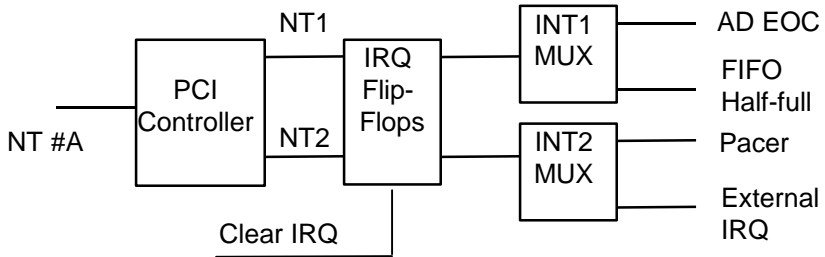 NT1
NT2
NT #A
PCI
Controller
IRQ
Flip-
Flops
Clear IRQ
INT1
MUX
INT2
MUX
AD EOC
FIFO
Half-full
Pacer
External
IRQ